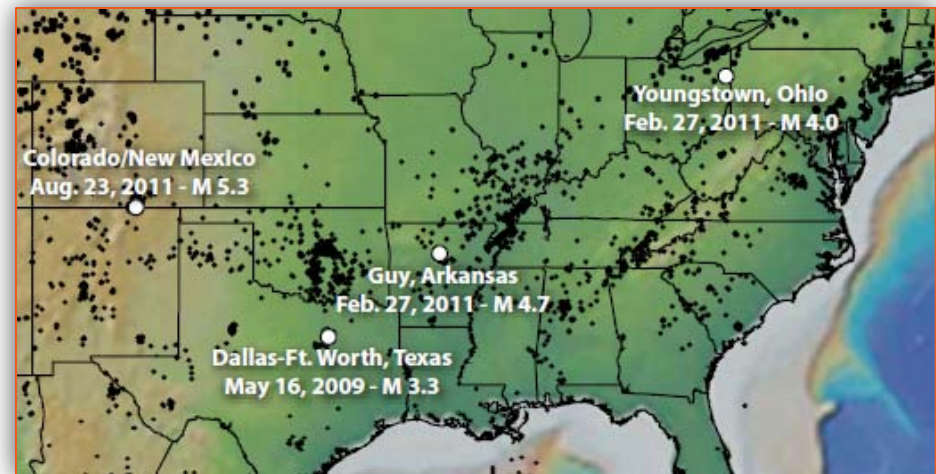 Youngstown, Ohio
Feb. 27, 2011 - M 4.0
Colorado/New Mexico
Aug. 23, 2011 - M 5.3
Guy, Arkansas
Feb. 27, 2011 - M 4.7
Dallas-Ft. Worth, Texas
May 16, 2009 - M 3.3